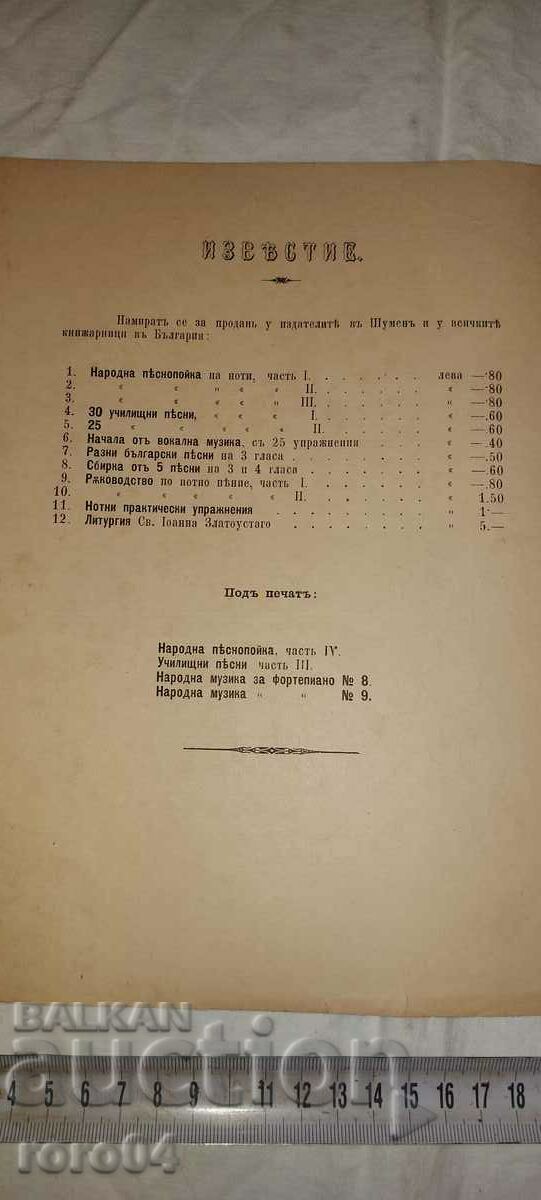 ИЗВѢСТИЕ.
Намиратъ се за продань у издателитѣ въ Шуменъ и у всичкитѣ
книжарници въ България:
1. Народна пѣснопойка на ноти, часть I. . . . . . . лева —·80
2. « « „ « « II. . . . . . . « —·80
3. « « « « „ III. . . . . . . „ —·80
4. 30 училищни пѣсни, « « « I. . . . . . . « —.60
5. 25 « « « « « II. . . . . . . « —.60
6. Начала отъ вокална музика, съ 25 упражнения . . . . . « —.40
7. Разни български пѣсни на 3 гласа . . . . . . . « —.50
8. Сбирка отъ 5 пѣсни на 3 и 4 гласа . . . . . . . « —.60
9. Рѫководство по нотно пѣние, часть I. . . . . . . « —.80
10. « « « « « II. . . . . . . « 1.50
11. Нотни практически упражнения . . . . . . . „ 1·—
12. Литургия Св. Іоанна Златоустаго . . . . . . . „ 5.—
Подъ печатъ:
Народна пѣснопойка, часть IV.
Училищни пѣсни часть III.
Народна музика за фортепиано № 8.
Народна музика „ „ № 9.
BALKAN
auction
4 5 6 7 8 9 11 12 13 14 15 16 17 18
roro04